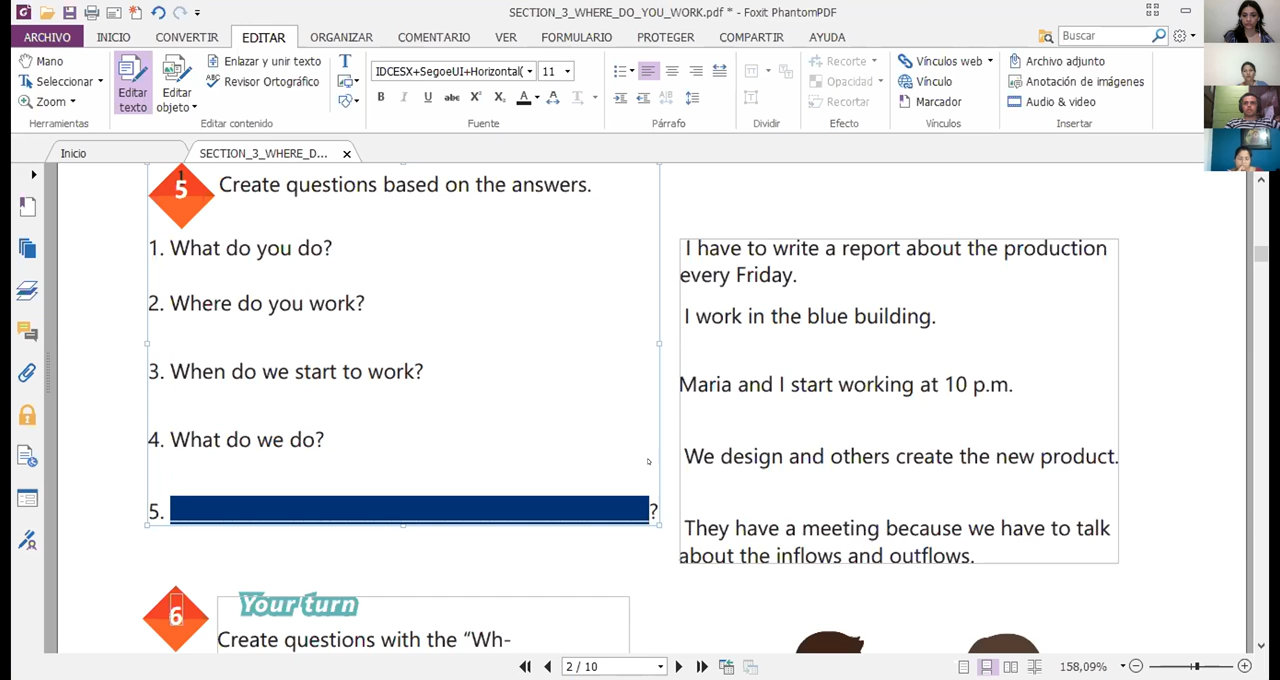 SECTION_3_WHERE_DO_YOU_WORK.pdf * - Foxit PhantomPDF
ARCHIVO INICIO CONVERTIR EDITAR ORGANIZAR COMENTARIO VER FORMULARIO PROTEGER COMPARTIR AYUDA Buscar
Mano
Seleccionar
Zoom
Herramientas
Editar texto
Editar objeto
Enlazar y unir texto
Revisor Ortográfico
Editar contenido
IDCESX+SegoeUI+Horizontal( 11
B I U abc X² X₂ A
Fuente
Párrafo
Dividir
Recorte
Opacidad
Recortar
Efecto
Vínculos web
Vínculo
Marcador
Vínculos
Archivo adjunto
Anotación de imágenes
Audio & video
Insertar
Inicio
SECTION_3_WHERE_D...
1
5 Create questions based on the answers.
1. What do you do?
2. Where do you work?
3. When do we start to work?
4. What do we do?
5. ?
I have to write a report about the production
every Friday.
I work in the blue building.
Maria and I start working at 10 p.m.
We design and others create the new product.
They have a meeting because we have to talk
about the inflows and outflows.
6 Your turn
Create questions with the “Wh-
2 / 10
158,09%